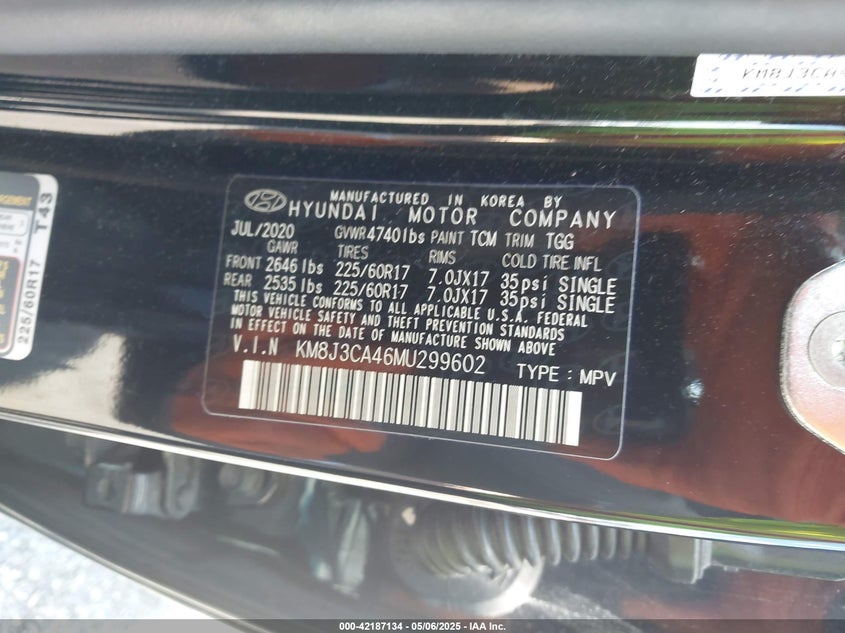 KM8J3CA4
MANUFACTURED IN KOREA BY
HYUNDAI MOTOR COMPANY
JUL/2020 GVWR 4740lbs PAINT TCM TRIM TGG
GAWR TIRES RIMS COLD TIRE INFL
FRONT 2646 lbs 225/60R17 7.0JX17 35psi SINGLE
REAR 2535 lbs 225/60R17 7.0JX17 35psi SINGLE
THIS VEHICLE CONFORMS TO ALL APPLICABLE U.S.A. FEDERAL
MOTOR VEHICLE SAFETY AND THEFT PREVENTION STANDARDS
IN EFFECT ON THE DATE OF MANUFACTURE SHOWN ABOVE.
V.I.N KM8J3CA46MU299602 TYPE : MPV
225/60R17 T43
000-42187134 - 05/06/2025 - IAA Inc.